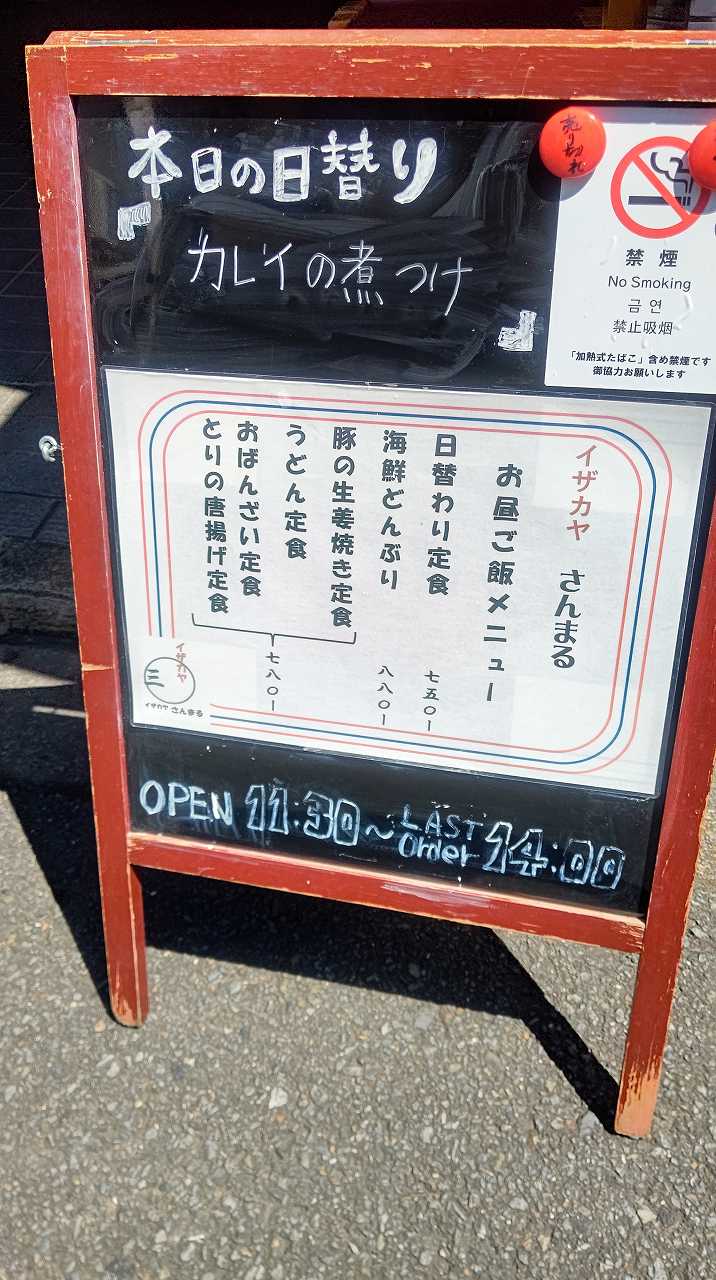 本日の日替り
カレイの煮つけ
売り切れ
禁煙
No Smoking
금연
禁止吸烟
「加熱式たばこ」含め禁煙です
御協力お願いします
イザカヤ さんまる
お昼ご飯メニュー
日替わり定食 七五〇ー
海鮮どんぶり 八八〇ー
豚の生姜焼き定食
うどん定食
おばんざい定食
とりの唐揚げ定食
七八〇ー
イザカヤ
三
イザカヤ さんまる
OPEN 11:30~LAST Order 14:00